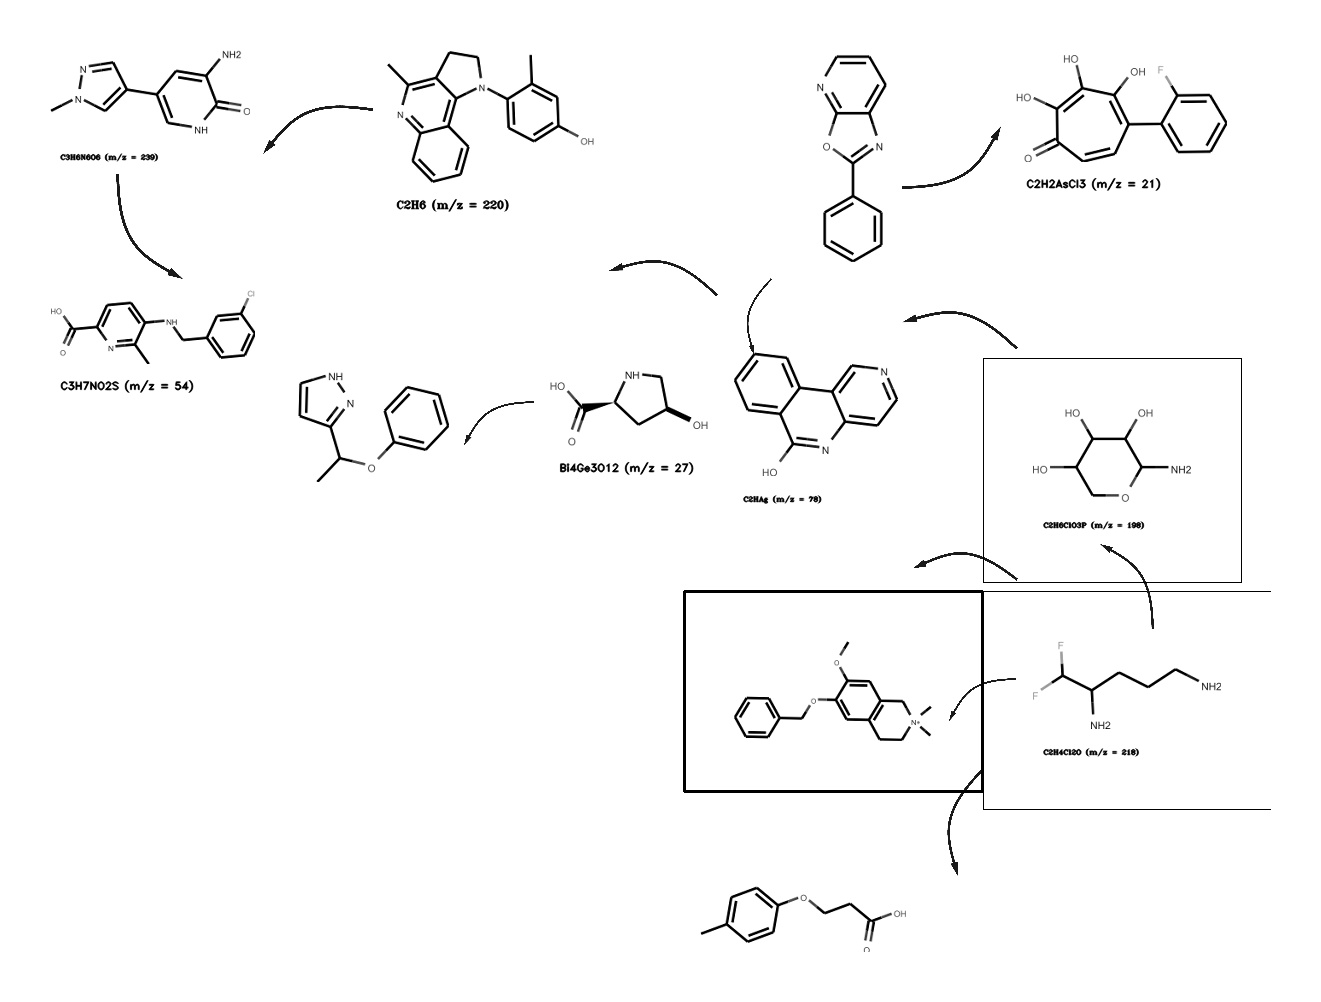 N
N
NH2
O
NH
C3H6N6O6 (m/z = 239)
N
N
OH
C2H6 (m/z = 220)
N
O
N
HO
OH
F
HO
O
C2H2AsCl3 (m/z = 21)
HO
O
N
NH
Cl
C3H7NO2S (m/z = 54)
NH
N
O
HO
O
NH
OH
Bi4Ge3O12 (m/z = 27)
N
N
HO
C2HAg (m/z = 78)
HO
OH
HO
NH2
O
C2H6ClO3P (m/z = 198)
O
O
N+
F
F
NH2
NH2
C2H4Cl2O (m/z = 218)
O
OH
O